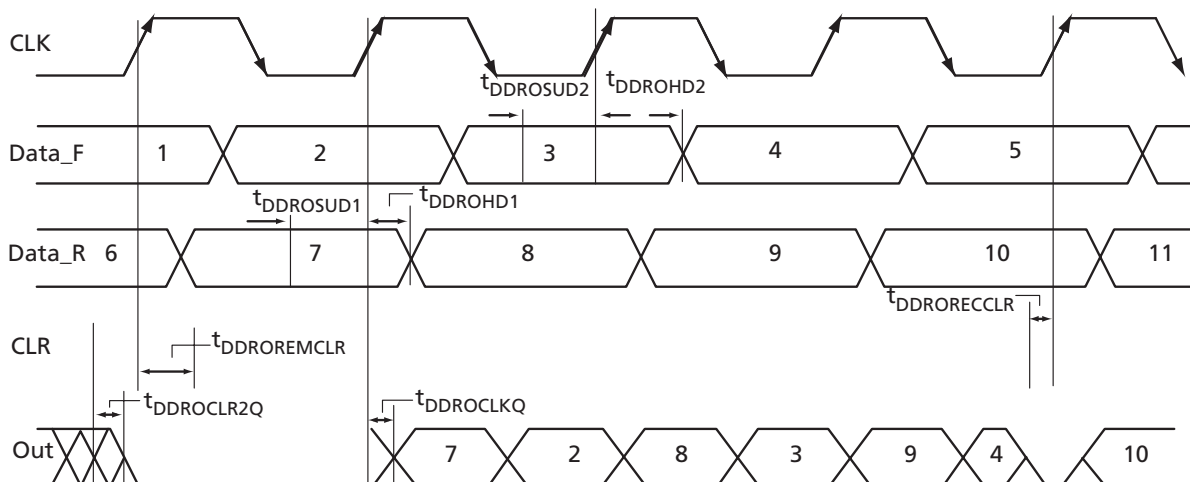 CLK
tDDROSUD2 tDDROHD2
Data_F 1 2 3 4 5
tDDROSUD1 tDDROHD1
Data_R 6 7 8 9 10 11
tDDRORECCLR
CLR
tDDROREMCLR
tDDROCLR2Q tDDROCLKQ
Out 7 2 8 3 9 4 10